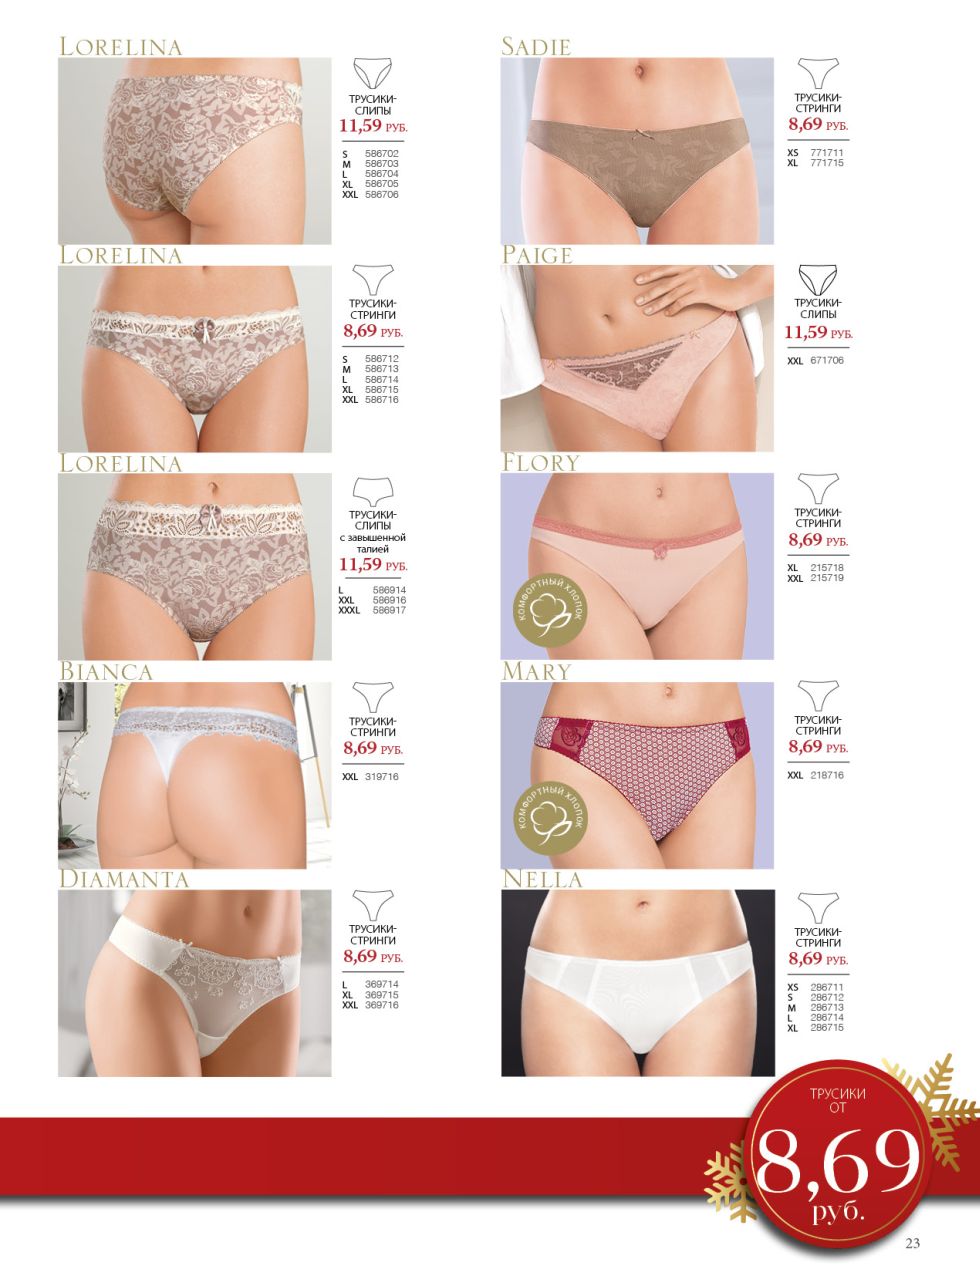 LORELINA
ТРУСИКИ-
СЛИПЫ
11,59 РУБ.
S 586702
M 586703
L 586704
XL 586705
XXL 586706
LORELINA
ТРУСИКИ-
СТРИНГИ
8,69 РУБ.
S 586712
M 586713
L 586714
XL 586715
XXL 586716
LORELINA
ТРУСИКИ-
СЛИПЫ
с завышенной
талией
11,59 РУБ.
L 586914
XXL 586916
XXXL 586917
BIANCA
ТРУСИКИ-
СТРИНГИ
8,69 РУБ.
XXL 319716
DIAMANTA
ТРУСИКИ-
СТРИНГИ
8,69 РУБ.
L 369714
XL 369715
XXL 369716
SADIE
ТРУСИКИ-
СТРИНГИ
8,69 РУБ.
XS 771711
XL 771715
PAIGE
ТРУСИКИ-
СЛИПЫ
11,59 РУБ.
XXL 671706
FLORY
КОМФОРТНЫЙ ХЛОПОК
ТРУСИКИ-
СТРИНГИ
8,69 РУБ.
XL 215718
XXL 215719
MARY
КОМФОРТНЫЙ ХЛОПОК
ТРУСИКИ-
СТРИНГИ
8,69 РУБ.
XXL 218716
NELLA
ТРУСИКИ-
СТРИНГИ
8,69 РУБ.
XS 286711
S 286712
M 286713
L 286714
XL 286715
ТРУСИКИ
ОТ
8,69
руб.
23